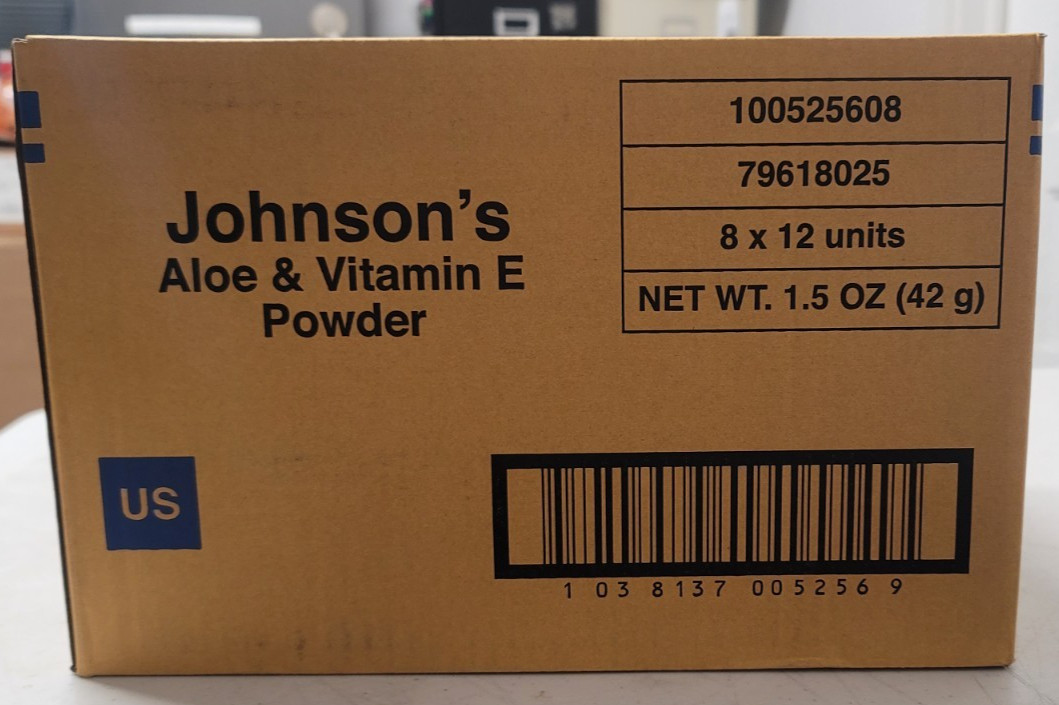 100525608
79618025
8 x 12 units
NET WT. 1.5 OZ (42 g)
Johnson’s
Aloe & Vitamin E
Powder
US
1 03 8137 005256 9